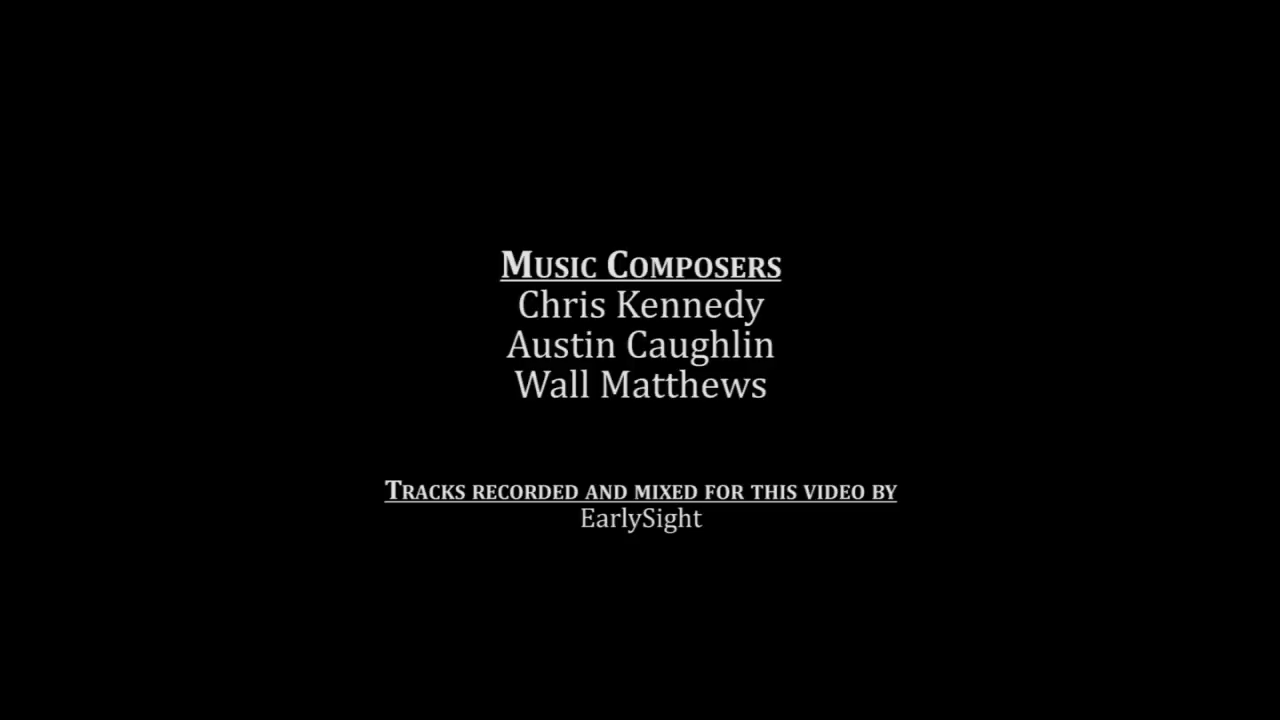 Music Composers
Chris Kennedy
Austin Caughlin
Wall Matthews
Tracks recorded and mixed for this video by
EarlySight